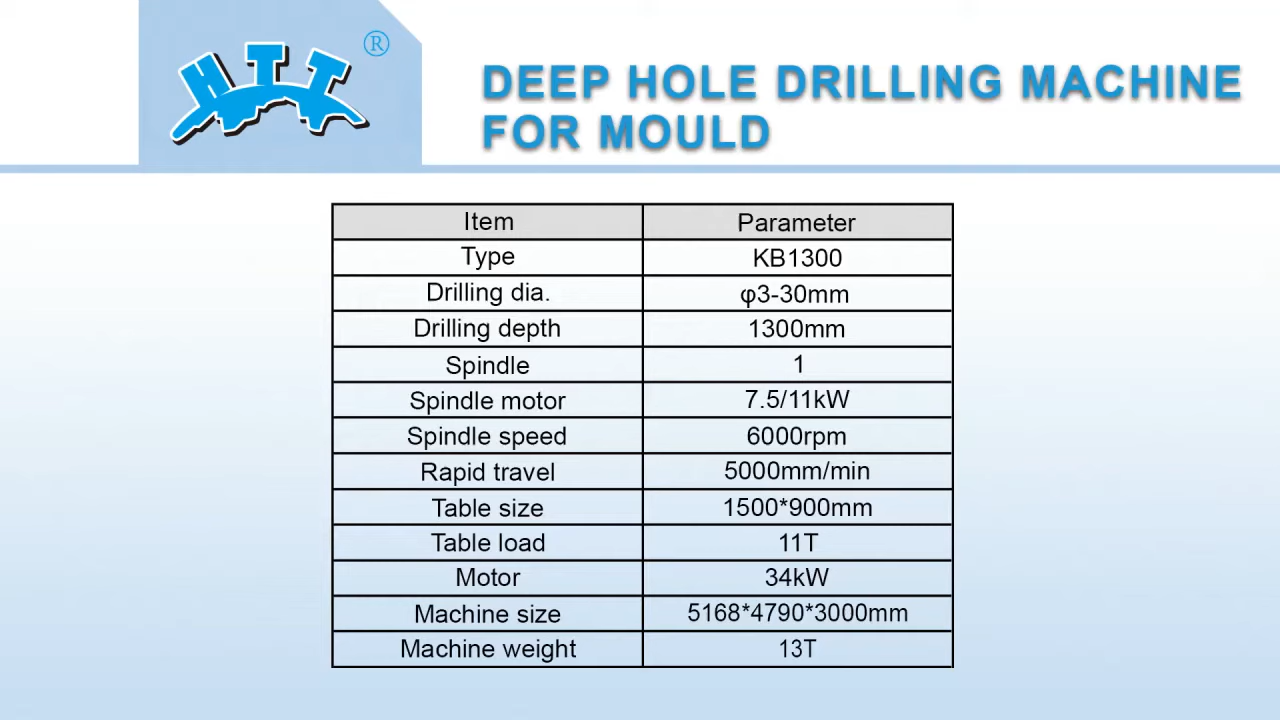 HTT
®
DEEP HOLE DRILLING MACHINE
FOR MOULD
Item Parameter
Type KB1300
Drilling dia. φ3-30mm
Drilling depth 1300mm
Spindle 1
Spindle motor 7.5/11kW
Spindle speed 6000rpm
Rapid travel 5000mm/min
Table size 1500*900mm
Table load 11T
Motor 34kW
Machine size 5168*4790*3000mm
Machine weight 13T